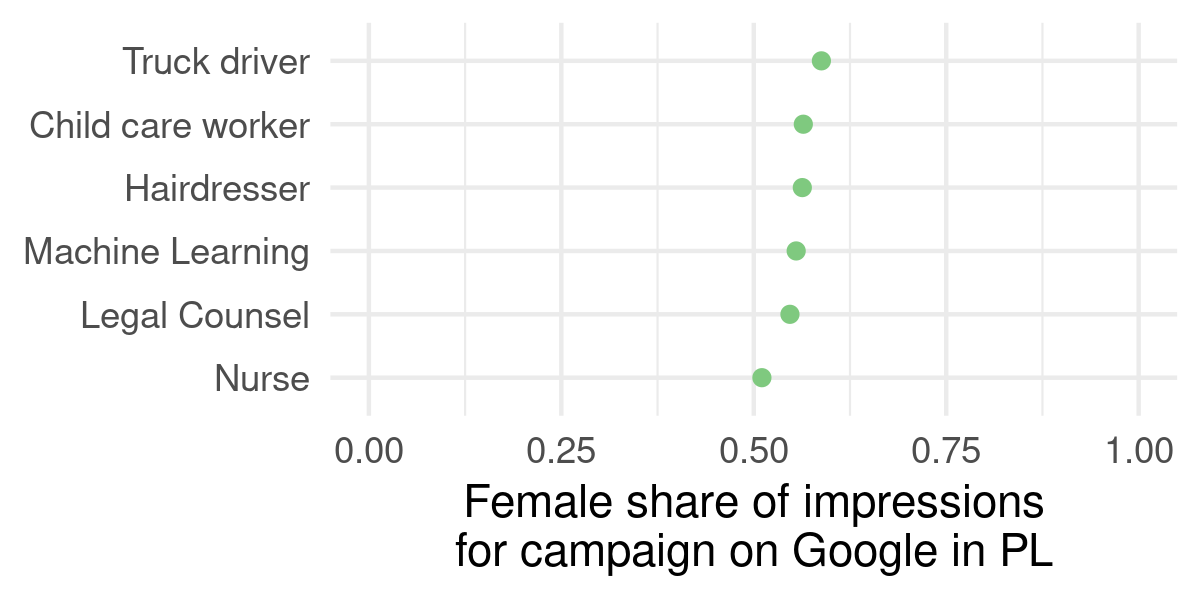 Truck driver
Child care worker
Hairdresser
Machine Learning
Legal Counsel
Nurse
0.00 0.25 0.50 0.75 1.00
Female share of impressions
for campaign on Google in PL